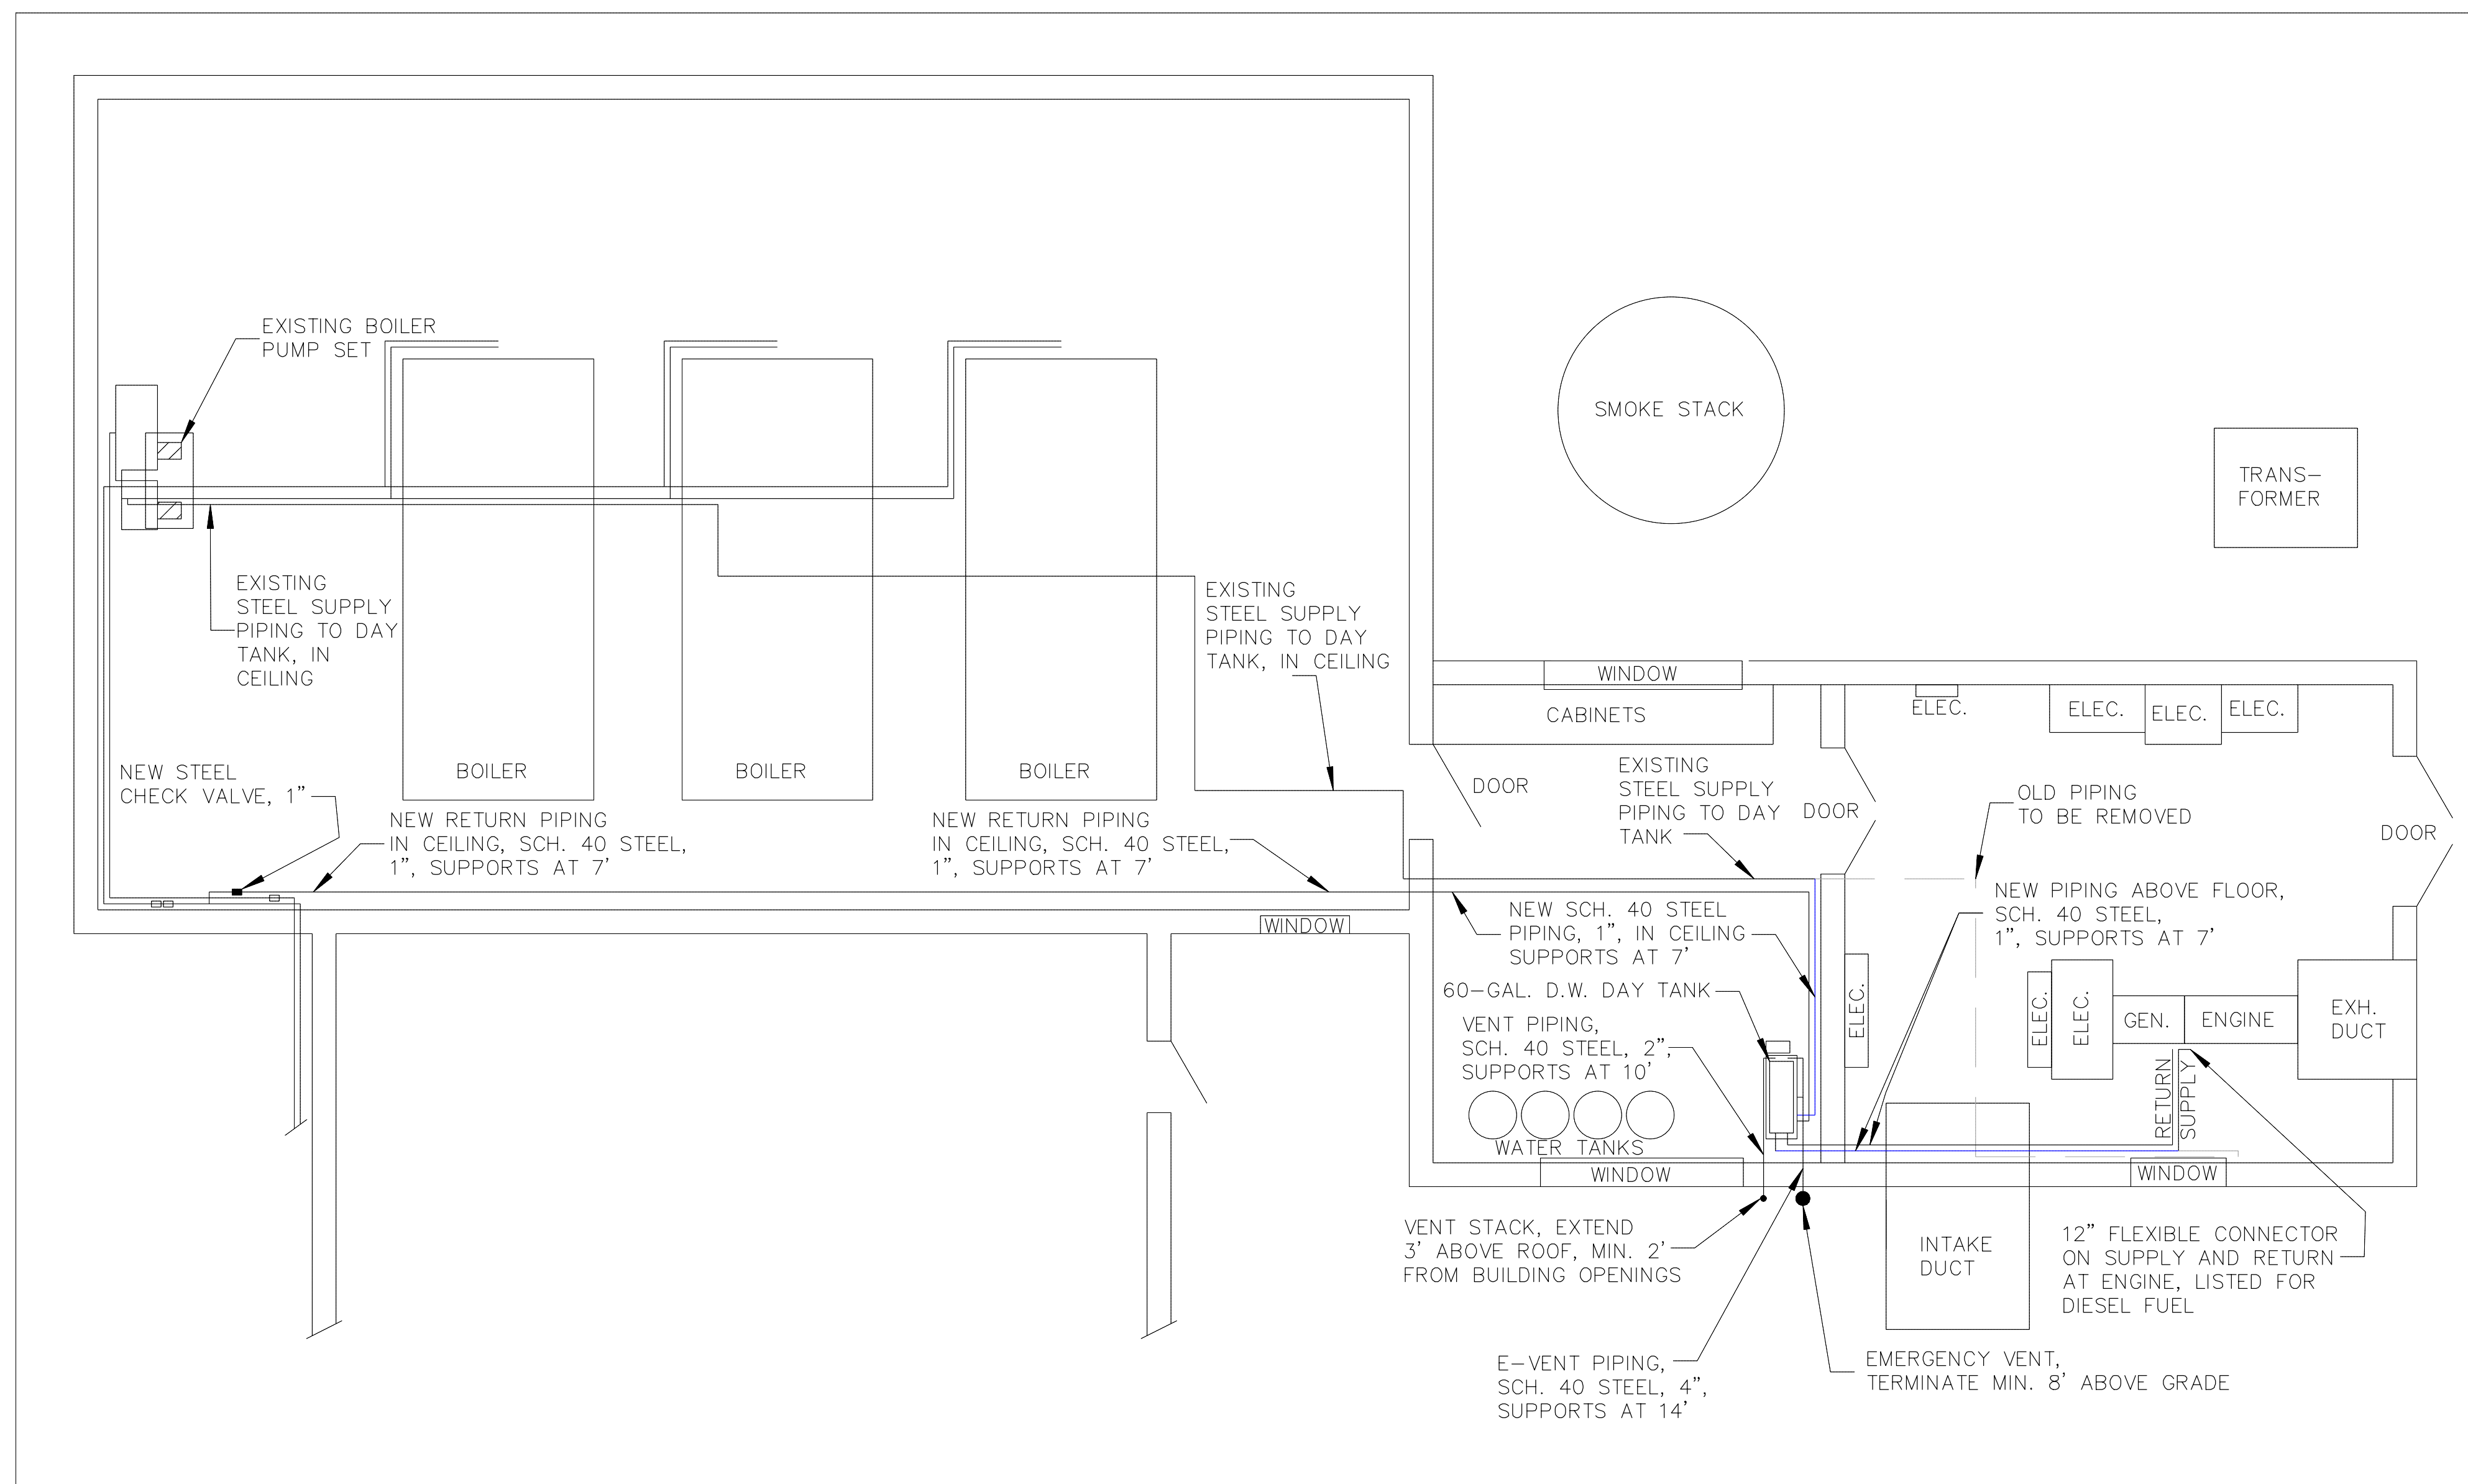 EXISTING BOILER
PUMP SET
SMOKE STACK
TRANS–
FORMER
EXISTING
STEEL SUPPLY
PIPING TO DAY
TANK, IN
CEILING
EXISTING
STEEL SUPPLY
PIPING TO DAY
TANK, IN CEILING
WINDOW
CABINETS
ELEC.
ELEC.
ELEC.
ELEC.
NEW STEEL
CHECK VALVE, 1”
BOILER
BOILER
BOILER
DOOR
EXISTING
STEEL SUPPLY
PIPING TO DAY
TANK
DOOR
OLD PIPING
TO BE REMOVED
DOOR
NEW RETURN PIPING
IN CEILING, SCH. 40 STEEL,
1”, SUPPORTS AT 7’
NEW RETURN PIPING
IN CEILING, SCH. 40 STEEL,
1”, SUPPORTS AT 7’
WINDOW
NEW SCH. 40 STEEL
PIPING, 1”, IN CEILING
SUPPORTS AT 7’
NEW PIPING ABOVE FLOOR,
SCH. 40 STEEL,
1”, SUPPORTS AT 7’
60–GAL. D.W. DAY TANK
VENT PIPING,
SCH. 40 STEEL, 2”,
SUPPORTS AT 10’
ELEC.
ELEC.
ELEC.
GEN.
ENGINE
EXH.
DUCT
RETURN
SUPPLY
WATER TANKS
WINDOW
WINDOW
VENT STACK, EXTEND
3’ ABOVE ROOF, MIN. 2’
FROM BUILDING OPENINGS
INTAKE
DUCT
12” FLEXIBLE CONNECTOR
ON SUPPLY AND RETURN
AT ENGINE, LISTED FOR
DIESEL FUEL
E–VENT PIPING,
SCH. 40 STEEL, 4”,
SUPPORTS AT 14’
EMERGENCY VENT,
TERMINATE MIN. 8’ ABOVE GRADE